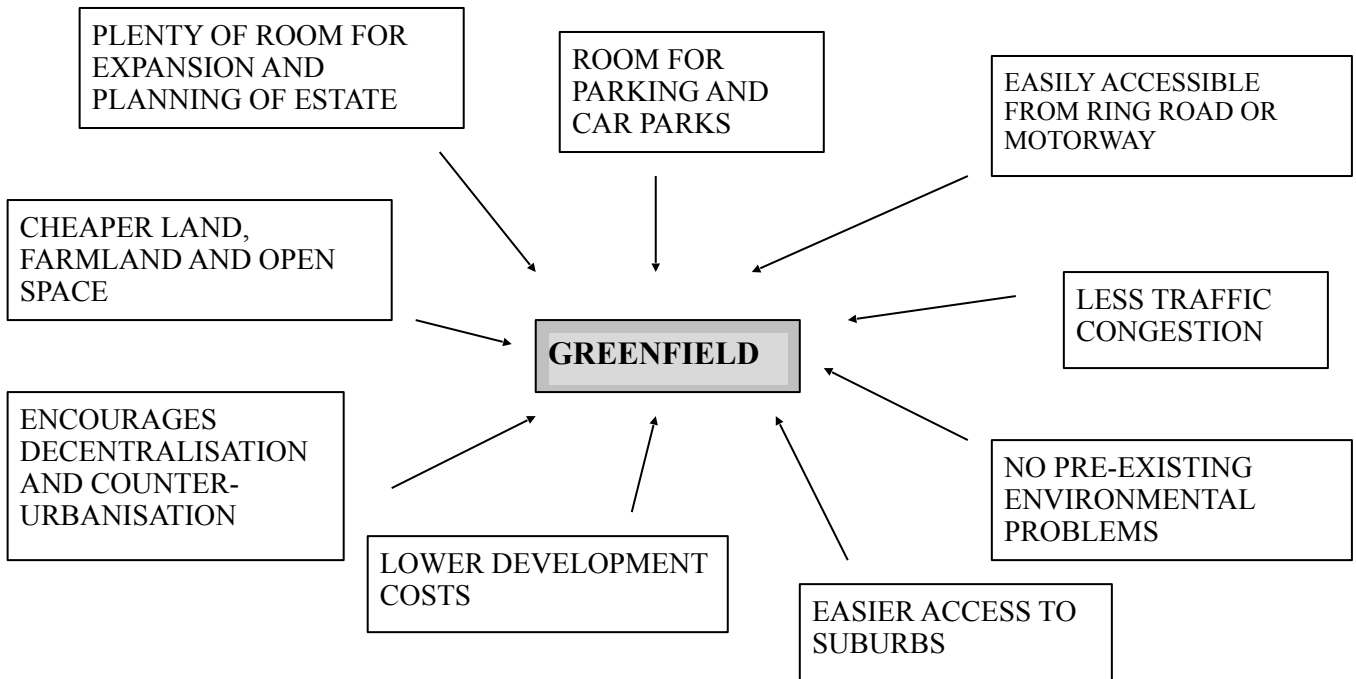 PLENTY OF ROOM FOR
EXPANSION AND
PLANNING OF ESTATE
ROOM FOR
PARKING AND
CAR PARKS
EASILY ACCESSIBLE
FROM RING ROAD OR
MOTORWAY
CHEAPER LAND,
FARMLAND AND OPEN
SPACE
LESS TRAFFIC
CONGESTION
GREENFIELD
ENCOURAGES
DECENTRALISATION
AND COUNTER-
URBANISATION
NO PRE-EXISTING
ENVIRONMENTAL
PROBLEMS
LOWER DEVELOPMENT
COSTS
EASIER ACCESS TO
SUBURBS